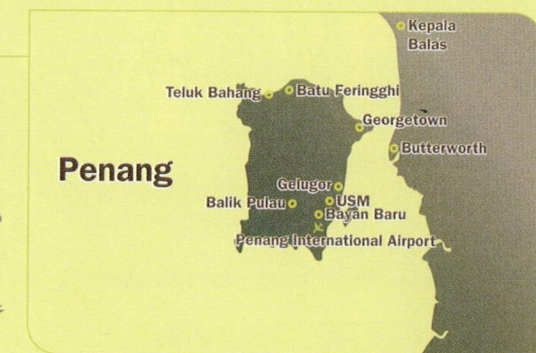 Kepala
Balas
Teluk Bahang
Batu Feringghi
Georgetown
Butterworth
Penang
Gelugor
Balik Pulau
USM
Bayan Baru
Penang International Airport